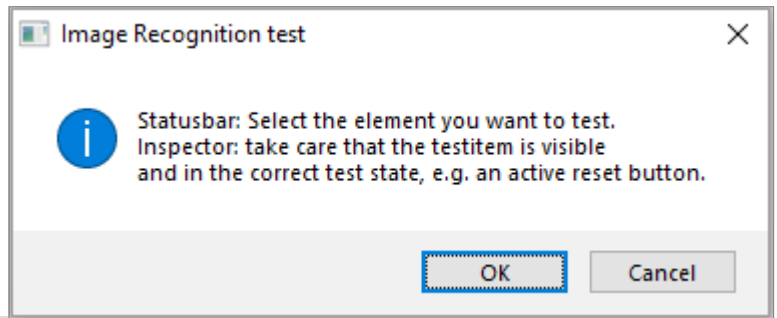 Image Recognition test
Statusbar: Select the element you want to test.
Inspector: take care that the testitem is visible
and in the correct test state, e.g. an active reset button.
OK Cancel